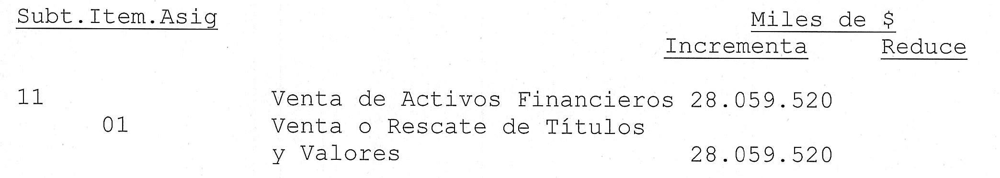 Subt.Item.Asig Miles de $
Incrementa Reduce
11 Venta de Activos Financieros 28.059.520
01 Venta o Rescate de Títulos
y Valores 28.059.520